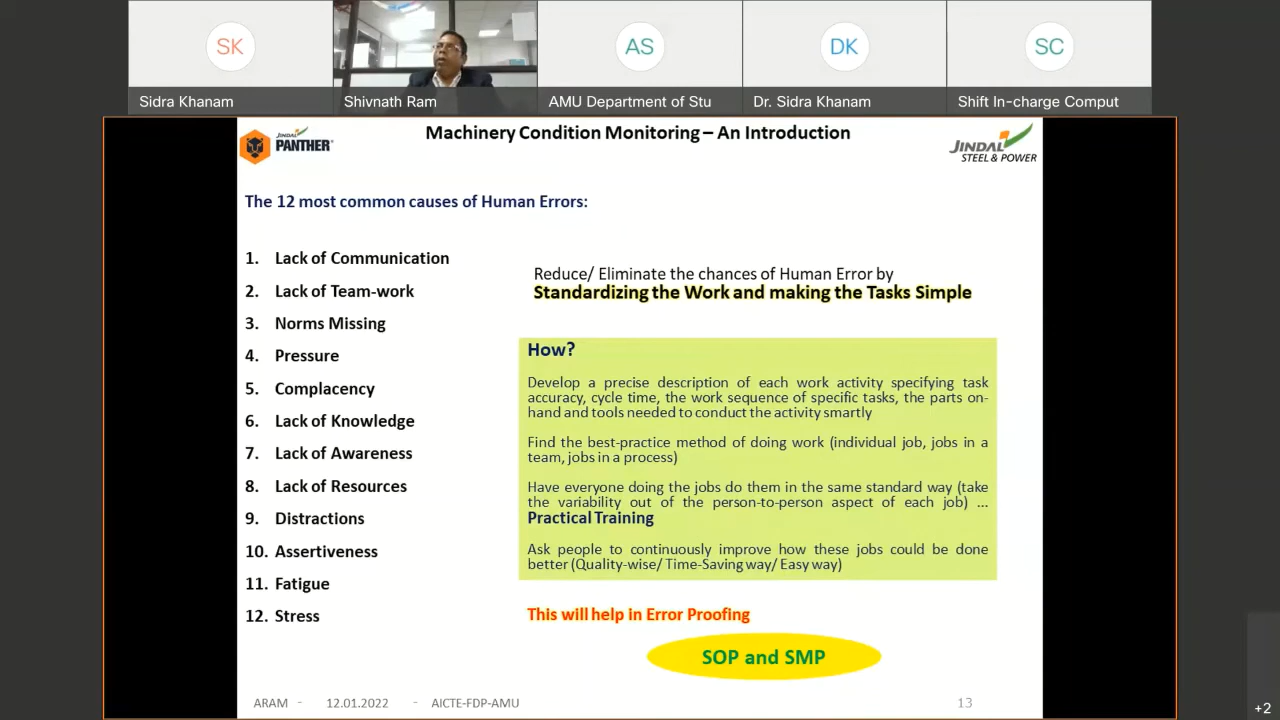 SK
AS
DK
SC
Sidra Khanam
Shivnath Ram
AMU Department of Stu
Dr. Sidra Khanam
Shift In-charge Comput
JINDAL
PANTHER
Machinery Condition Monitoring – An Introduction
JINDAL
STEEL & POWER
The 12 most common causes of Human Errors:
1. Lack of Communication
2. Lack of Team-work
3. Norms Missing
4. Pressure
5. Complacency
6. Lack of Knowledge
7. Lack of Awareness
8. Lack of Resources
9. Distractions
10. Assertiveness
11. Fatigue
12. Stress
Reduce/ Eliminate the chances of Human Error by
Standardizing the Work and making the Tasks Simple
How?
Develop a precise description of each work activity specifying task
accuracy, cycle time, the work sequence of specific tasks, the parts on-
hand and tools needed to conduct the activity smartly
Find the best-practice method of doing work (individual job, jobs in a
team, jobs in a process)
Have everyone doing the jobs do them in the same standard way (take
the variability out of the person-to-person aspect of each job) ...
Practical Training
Ask people to continuously improve how these jobs could be done
better (Quality-wise/ Time-Saving way/ Easy way)
This will help in Error Proofing
SOP and SMP
ARAM - 12.01.2022 - AICTE-FDP-AMU
13
+2